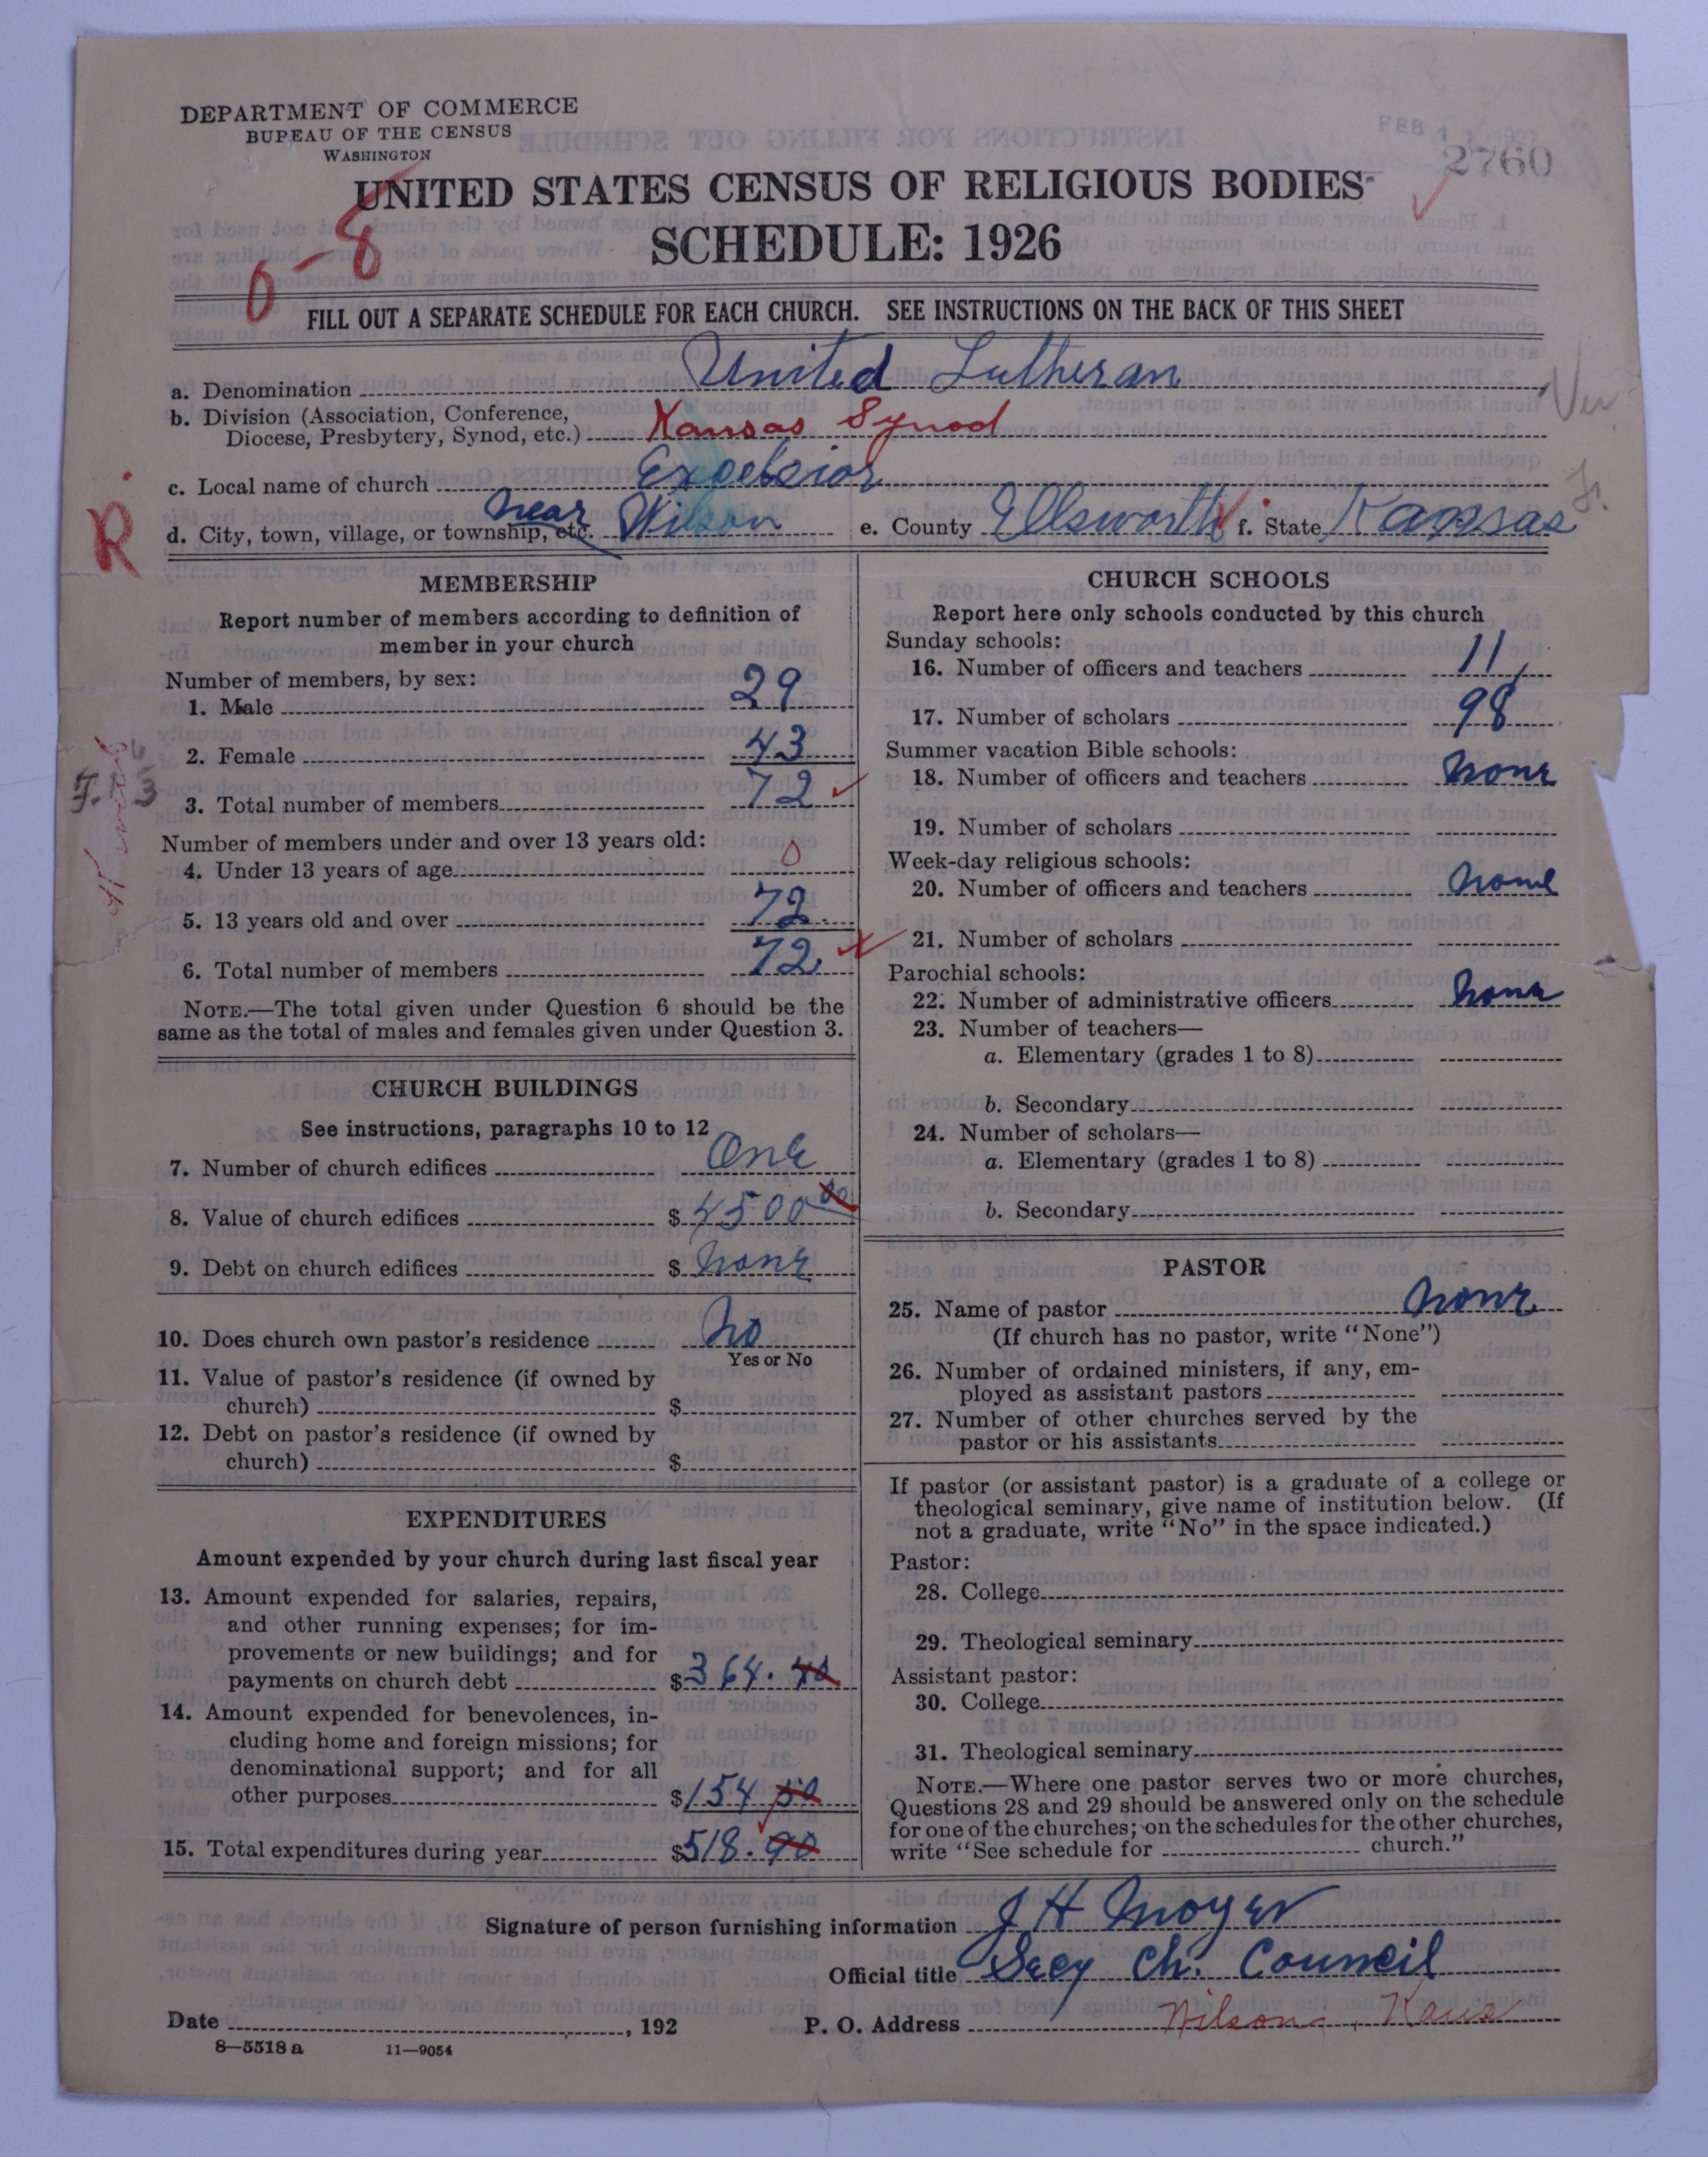 DEPARTMENT OF COMMERCE
BUREAU OF THE CENSUS
WASHINGTON
FEB 1
2760
UNITED STATES CENSUS OF RELIGIOUS BODIES
SCHEDULE: 1926
0-8
FILL OUT A SEPARATE SCHEDULE FOR EACH CHURCH. SEE INSTRUCTIONS ON THE BACK OF THIS SHEET
a. Denomination United Lutheran
b. Division (Association, Conference,
Diocese, Presbytery, Synod, etc.) Kansas Synod
c. Local name of church Excelsior
R
d. City, town, village, or township, etc. near Wilson e. County Ellsworth f. State Kansas
MEMBERSHIP
Report number of members according to definition of
member in your church
Number of members, by sex:
1. Male 29
2. Female 43
3. Total number of members 72
Number of members under and over 13 years old:
4. Under 13 years of age 0
5. 13 years old and over 72
6. Total number of members 72
NOTE.—The total given under Question 6 should be the
same as the total of males and females given under Question 3.
CHURCH BUILDINGS
See instructions, paragraphs 10 to 12
7. Number of church edifices One
8. Value of church edifices $ 4500 00
9. Debt on church edifices $ none
10. Does church own pastor's residence no
Yes or No
11. Value of pastor's residence (if owned by
church) $
12. Debt on pastor's residence (if owned by
church) $
EXPENDITURES
Amount expended by your church during last fiscal year
13. Amount expended for salaries, repairs,
and other running expenses; for im-
provements or new buildings; and for
payments on church debt $ 364. 40
14. Amount expended for benevolences, in-
cluding home and foreign missions; for
denominational support; and for all
other purposes $ 154 50
15. Total expenditures during year $ 518. 90
CHURCH SCHOOLS
Report here only schools conducted by this church
Sunday schools:
16. Number of officers and teachers 11
17. Number of scholars 98
Summer vacation Bible schools:
18. Number of officers and teachers none
19. Number of scholars
Week-day religious schools:
20. Number of officers and teachers none
21. Number of scholars
Parochial schools:
22. Number of administrative officers none
23. Number of teachers—
a. Elementary (grades 1 to 8)
b. Secondary
24. Number of scholars—
a. Elementary (grades 1 to 8)
b. Secondary
PASTOR
25. Name of pastor none
(If church has no pastor, write "None")
26. Number of ordained ministers, if any, em-
ployed as assistant pastors
27. Number of other churches served by the
pastor or his assistants
If pastor (or assistant pastor) is a graduate of a college or
theological seminary, give name of institution below. (If
not a graduate, write "No" in the space indicated.)
Pastor:
28. College
29. Theological seminary
Assistant pastor:
30. College
31. Theological seminary
NOTE.—Where one pastor serves two or more churches,
Questions 28 and 29 should be answered only on the schedule
for one of the churches; on the schedules for the other churches,
write "See schedule for church."
Signature of person furnishing information J H Moyer
Official title Secy Ch. Council
Date , 192 P. O. Address Wilson, Kans
8—5518 a 11—9054